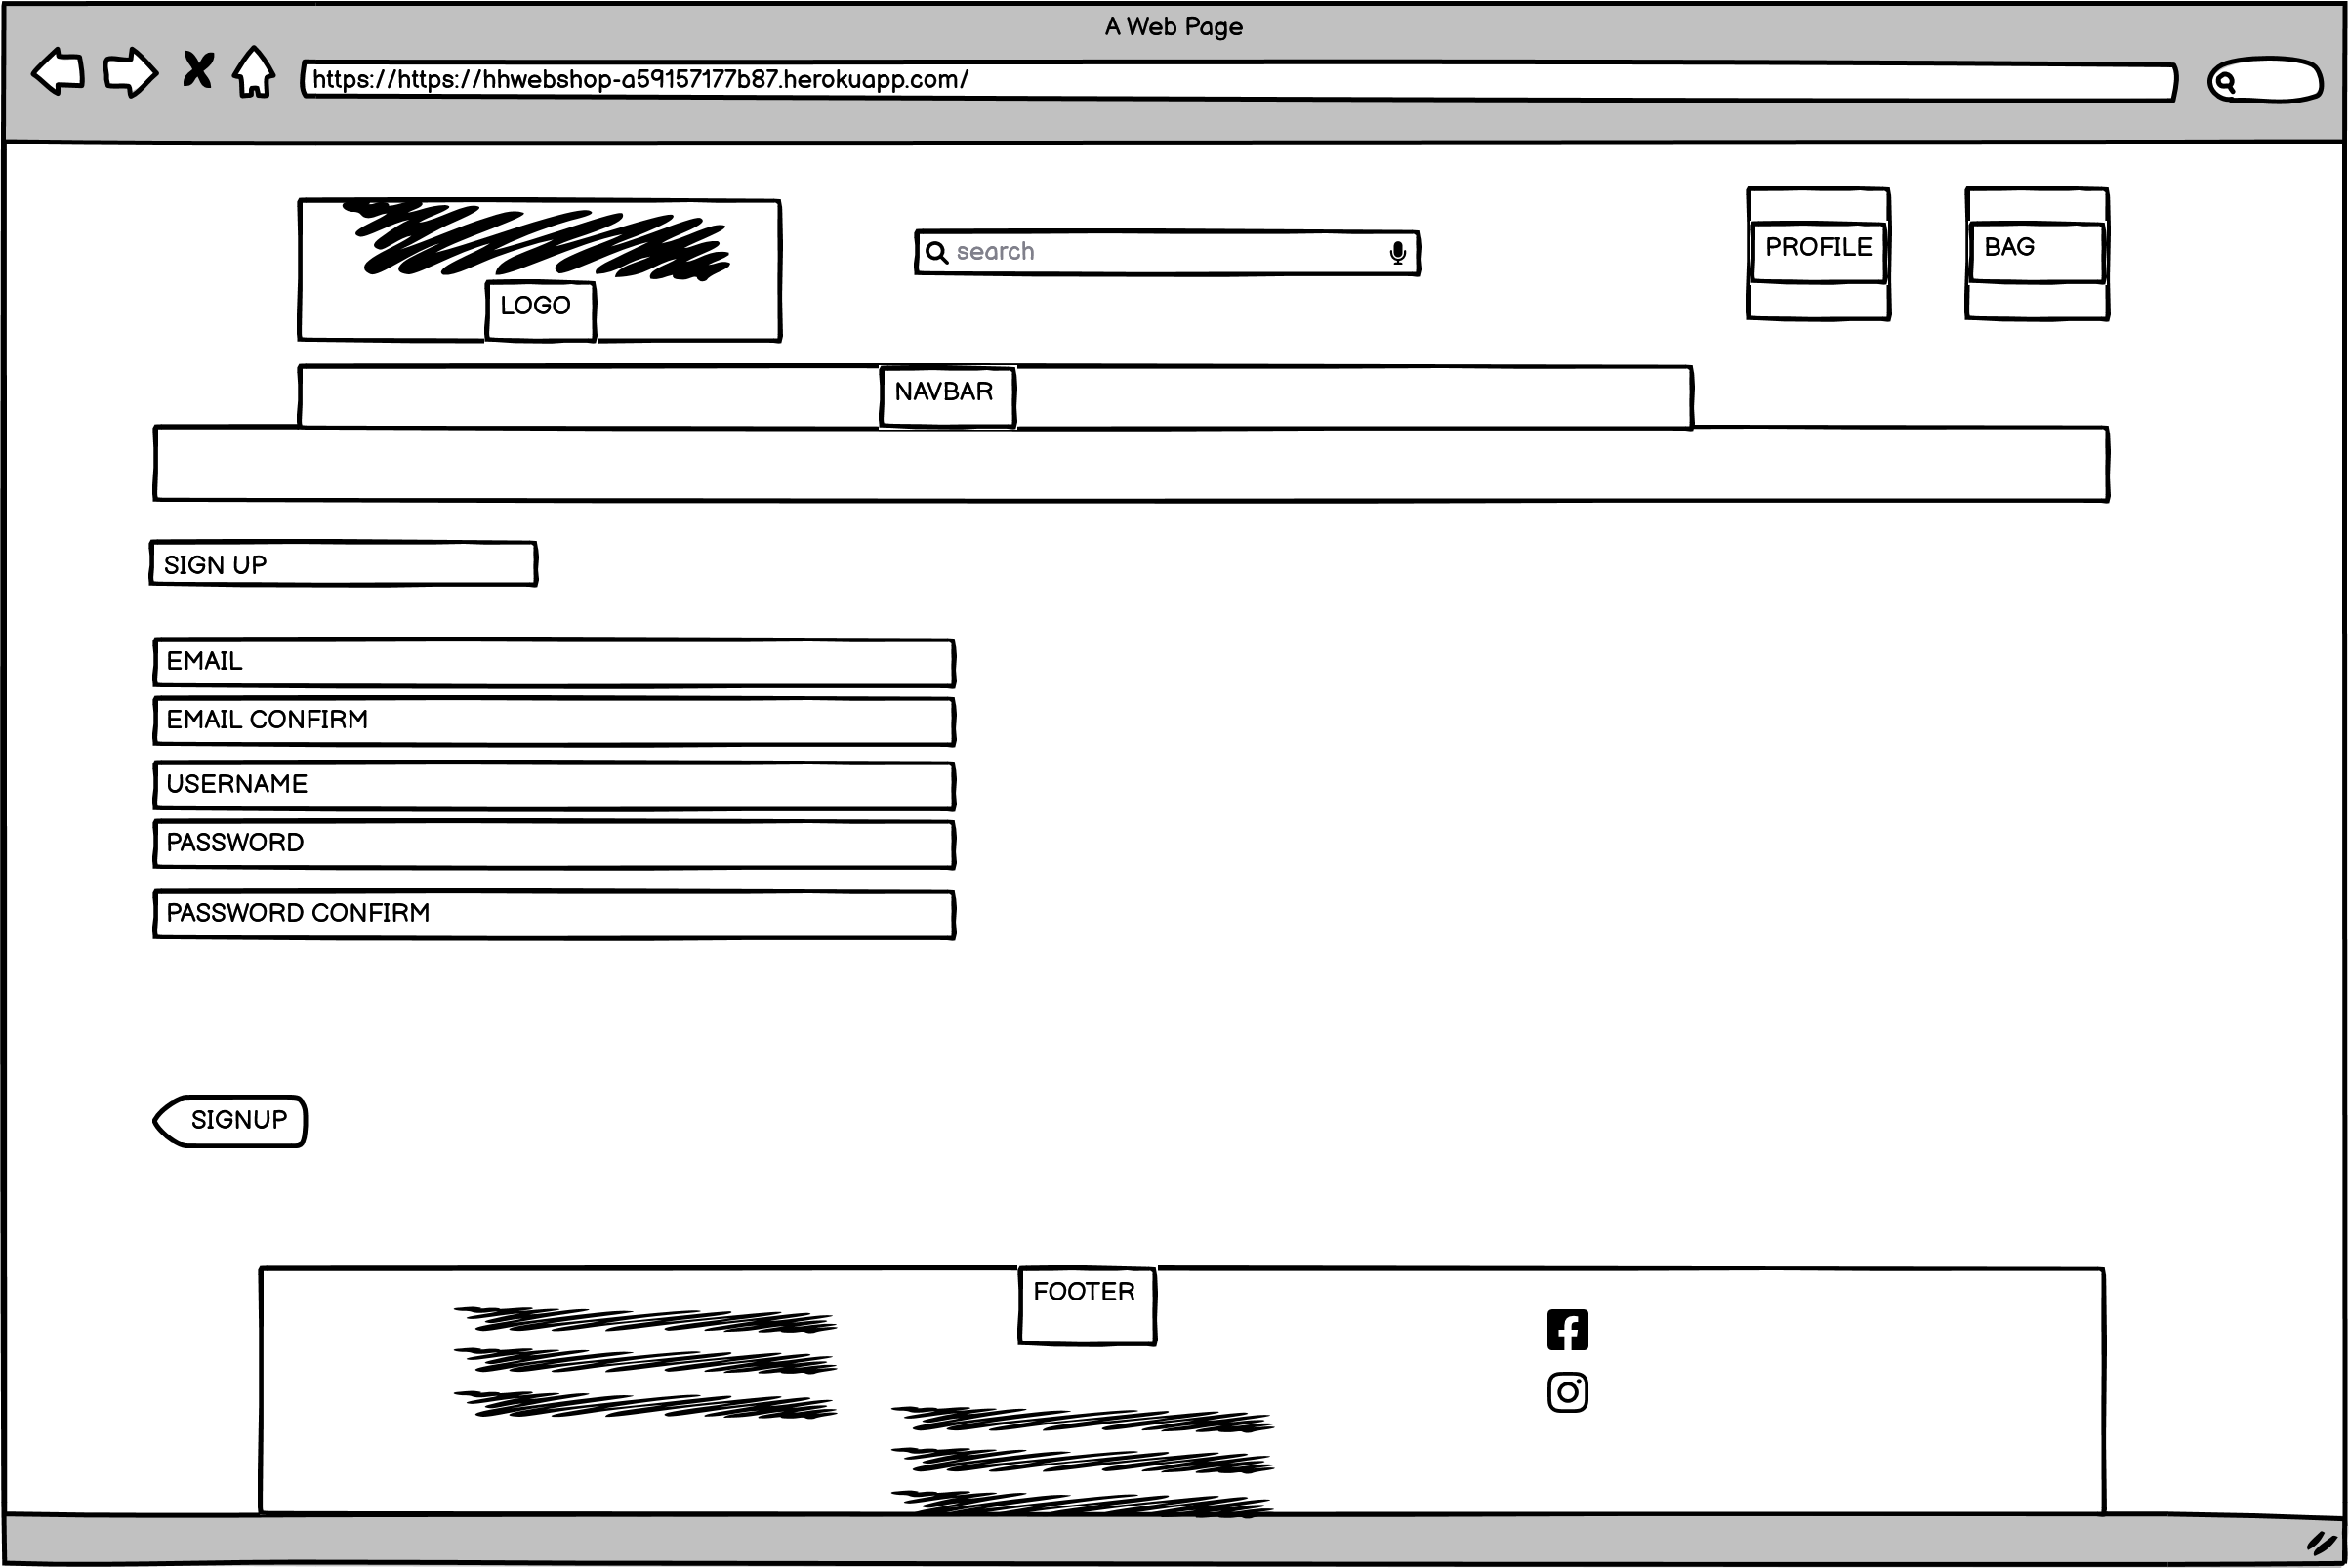 A Web Page
https://https://hhwebshop-a59157177b87.herokuapp.com/
search
PROFILE
BAG
LOGO
NAVBAR
SIGN UP
EMAIL
EMAIL CONFIRM
USERNAME
PASSWORD
PASSWORD CONFIRM
SIGNUP
FOOTER